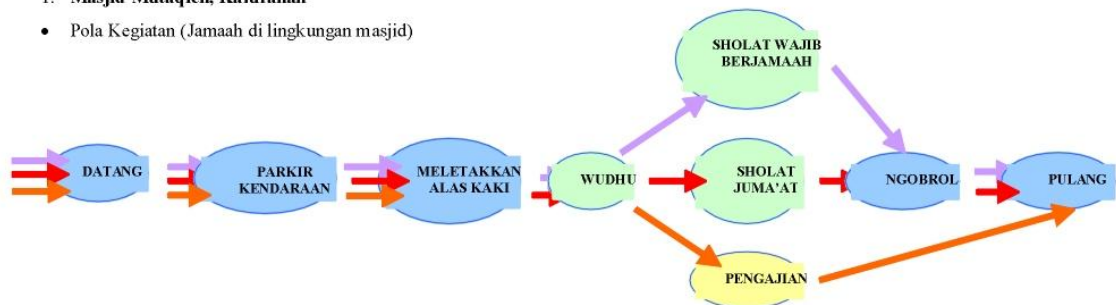 • Pola Kegiatan (Jamaah di lingkungan masjid)
SHOLAT WAJIB
BERJAMAAH
DATANG
PARKIR
KENDARAAN
MELETAKKAN
ALAS KAKI
WUDHU
SHOLAT
JUMA'AT
NGOBROL
PULANG
PENGAJIAN